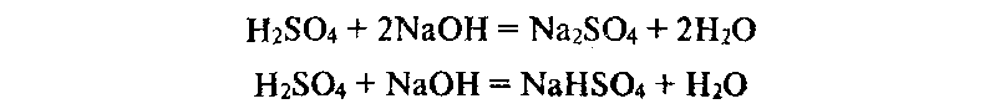 H₂SO₄ + 2NaOH = Na₂SO₄ + 2H₂O
H₂SO₄ + NaOH = NaHSO₄ + H₂O